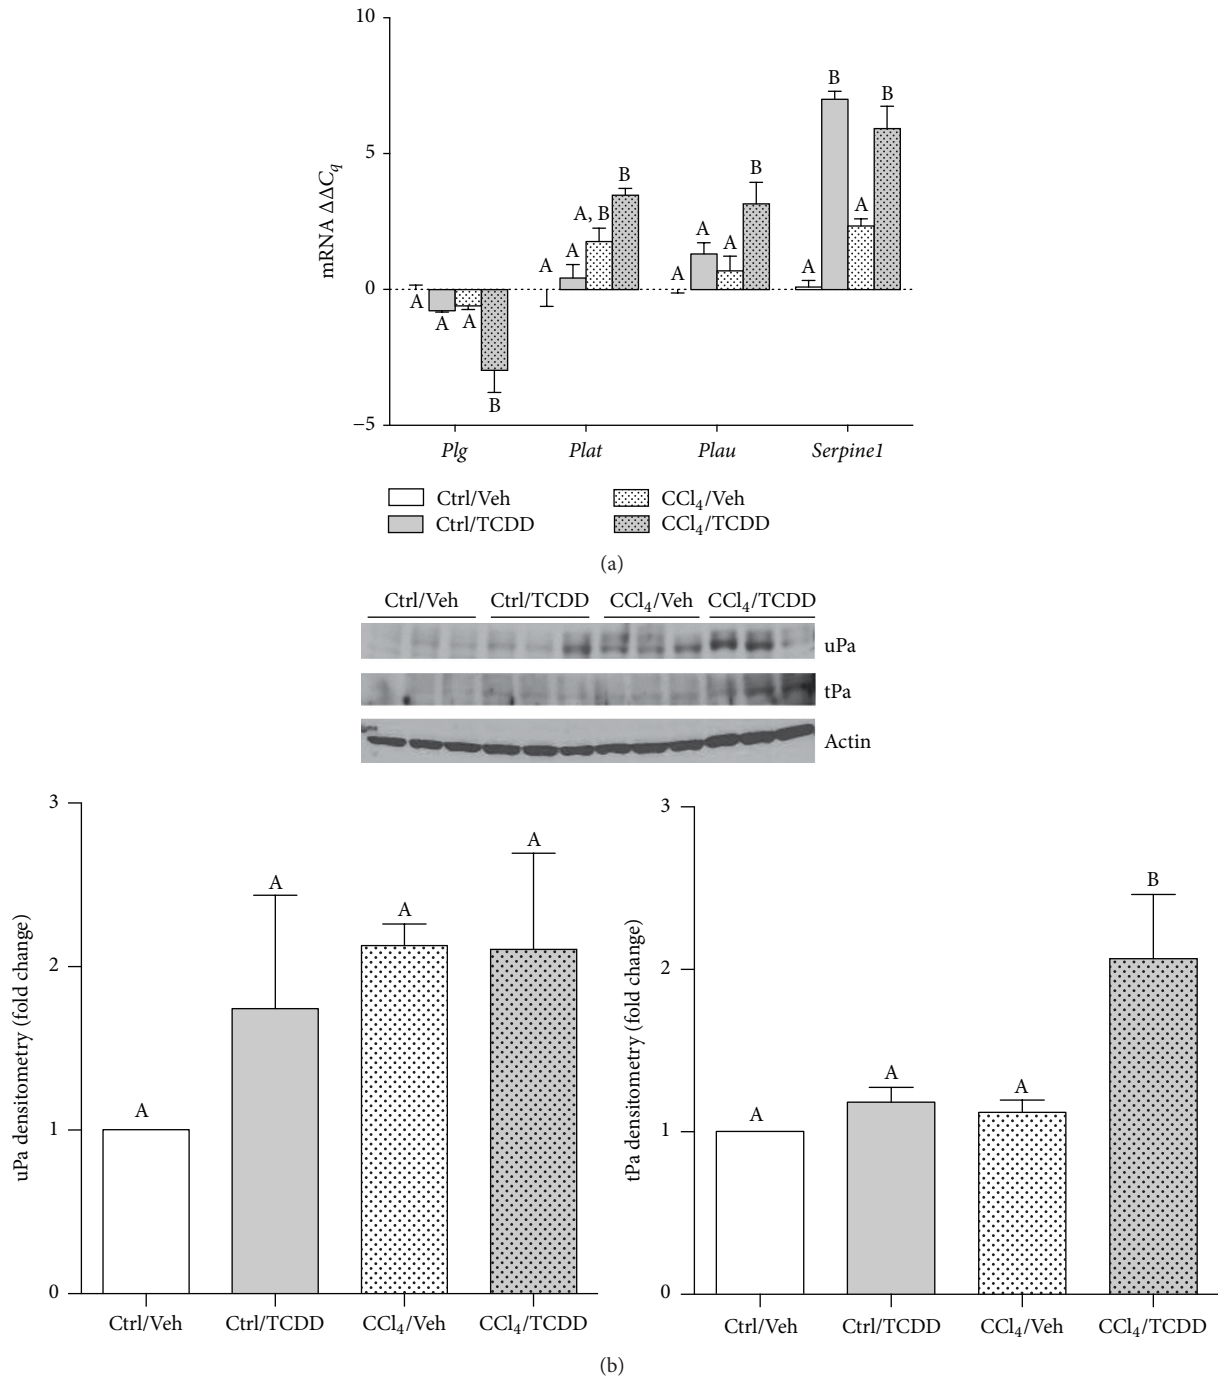 10
5
0
−5
mRNA ΔΔCq
A
A
A
B
A
A
A, B
B
A
A
A
B
A
B
A
B
Plg
Plat
Plau
Serpine1
Ctrl/Veh
CCl4/Veh
Ctrl/TCDD
CCl4/TCDD
(a)
Ctrl/Veh
Ctrl/TCDD
CCl4/Veh
CCl4/TCDD
uPa
tPa
Actin
3
2
1
0
uPa densitometry (fold change)
A
A
A
A
Ctrl/Veh
Ctrl/TCDD
CCl4/Veh
CCl4/TCDD
3
2
1
0
tPa densitometry (fold change)
A
A
A
B
Ctrl/Veh
Ctrl/TCDD
CCl4/Veh
CCl4/TCDD
(b)